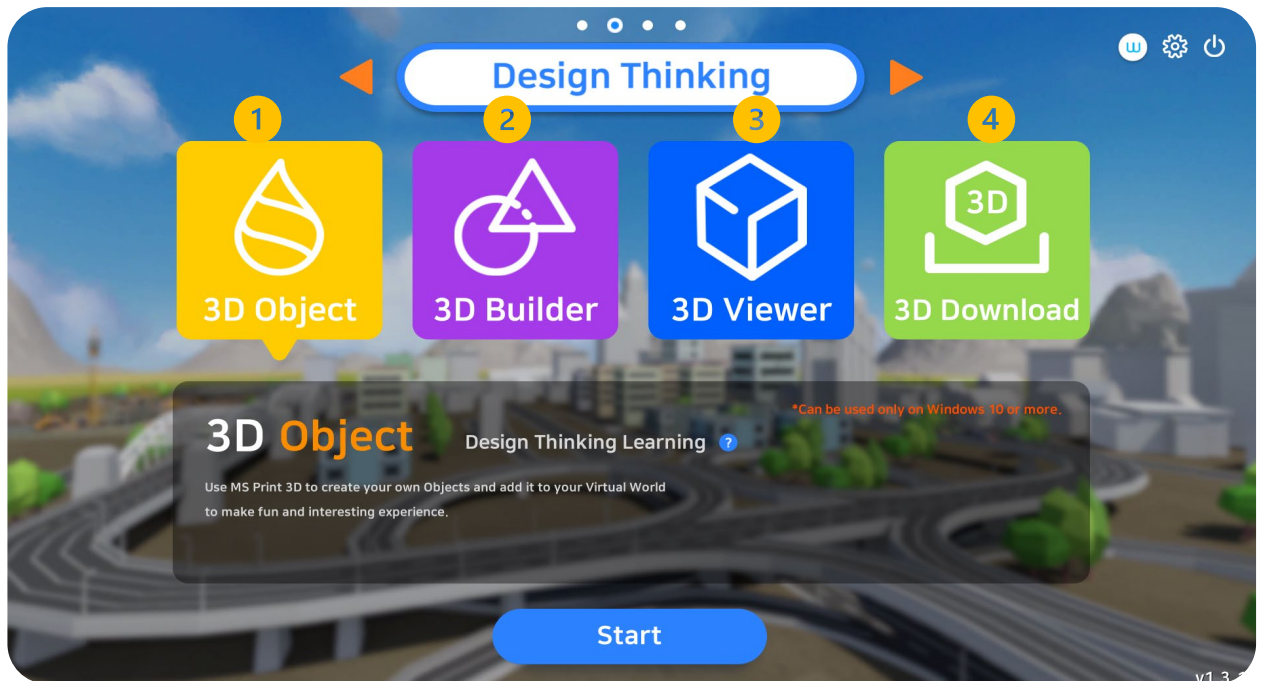 Design Thinking
1
2
3
4
3D
3D Object
3D Builder
3D Viewer
3D Download
*Can be used only on Windows 10 or more.
3D Object
Design Thinking Learning ?
Use MS Print 3D to create your own Objects and add it to your Virtual World
to make fun and interesting experience.
Start